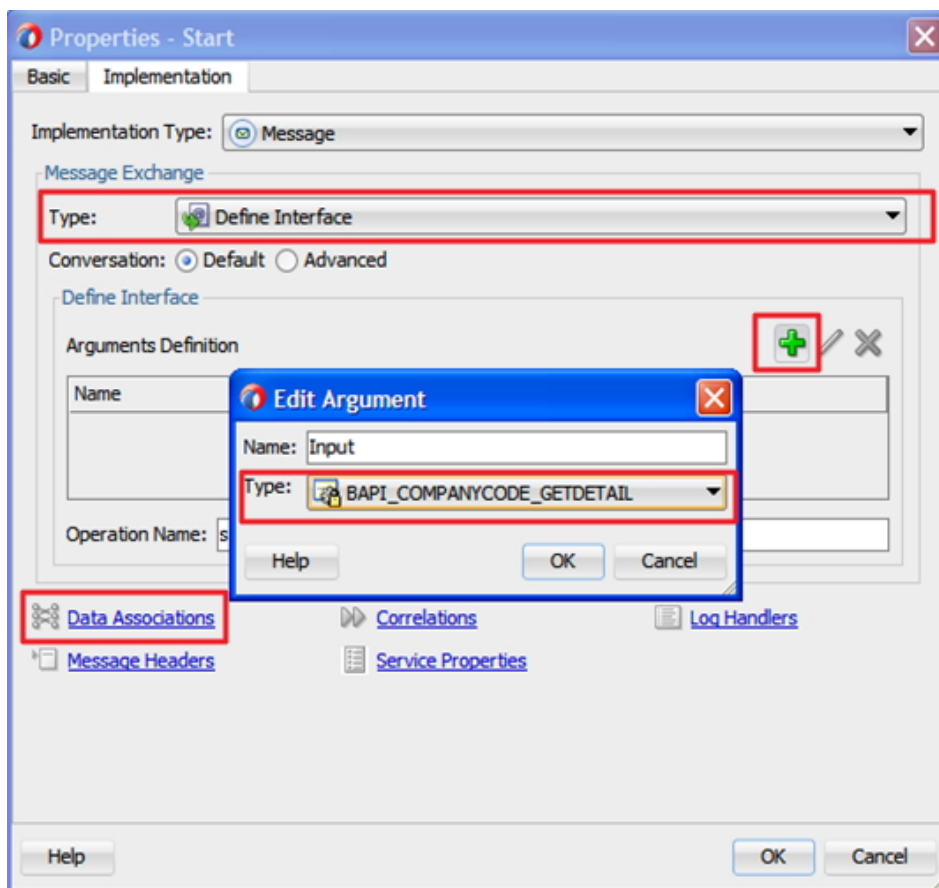 Properties - Start
Basic Implementation
Implementation Type: Message
Message Exchange
Type: Define Interface
Conversation: Default Advanced
Define Interface
Arguments Definition
Name
Edit Argument
Name: Input
Type: BAPI_COMPANYCODE_GETDETAIL
Operation Name: s
Help OK Cancel
Data Associations Correlations Log Handlers
Message Headers Service Properties
Help OK Cancel